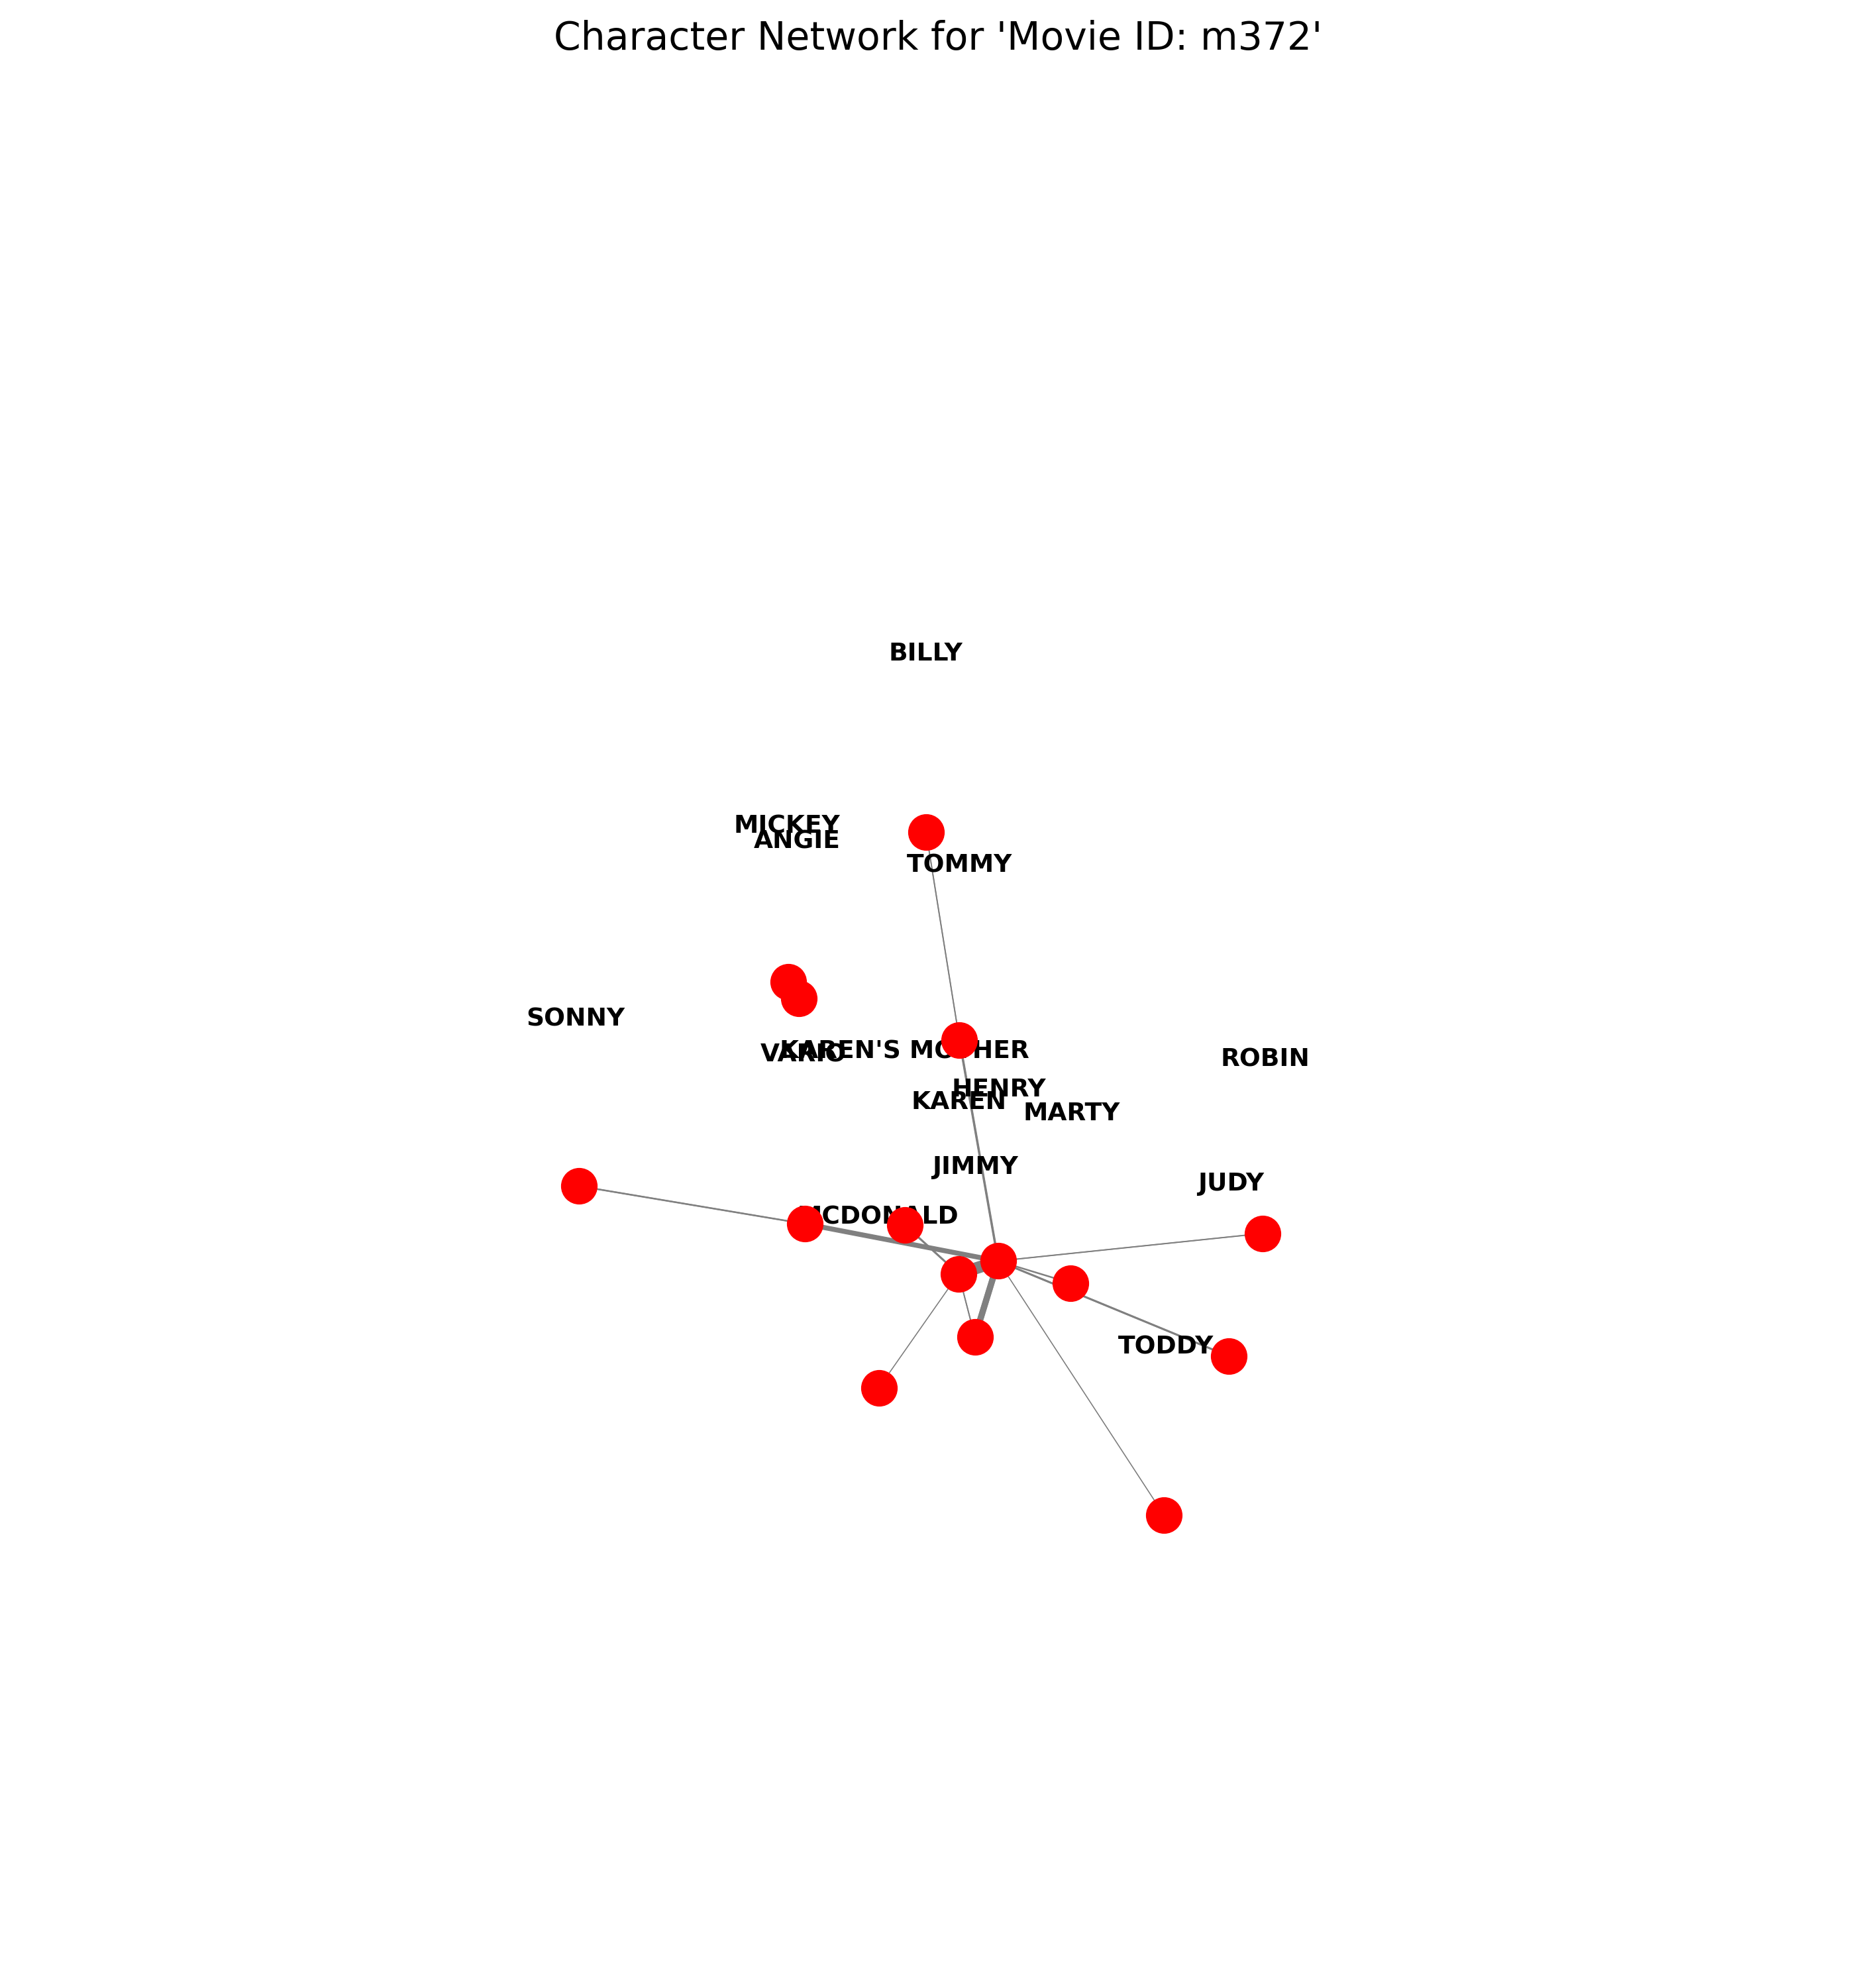 Character Network for 'Movie ID: m372'
BILLY
MICKEY
ANGIE
TOMMY
SONNY
VARIO
KAREN'S MOTHER
ROBIN
HENRY
KAREN
MARTY
JIMMY
JUDY
MCDONALD
TODDY